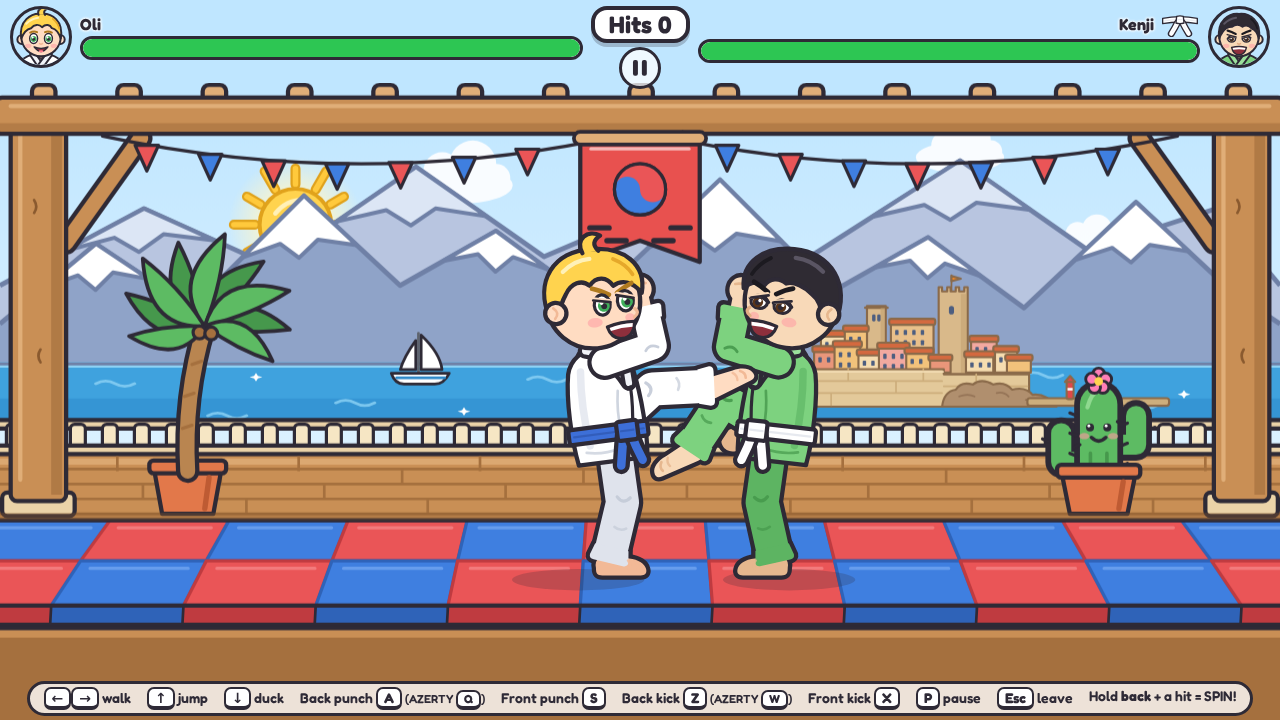 Oli
Hits 0
Kenji
← → walk ↑ jump ↓ duck Back punch A (AZERTY Q) Front punch S Back kick Z (AZERTY W) Front kick X P pause Esc leave Hold back + a hit = SPIN!